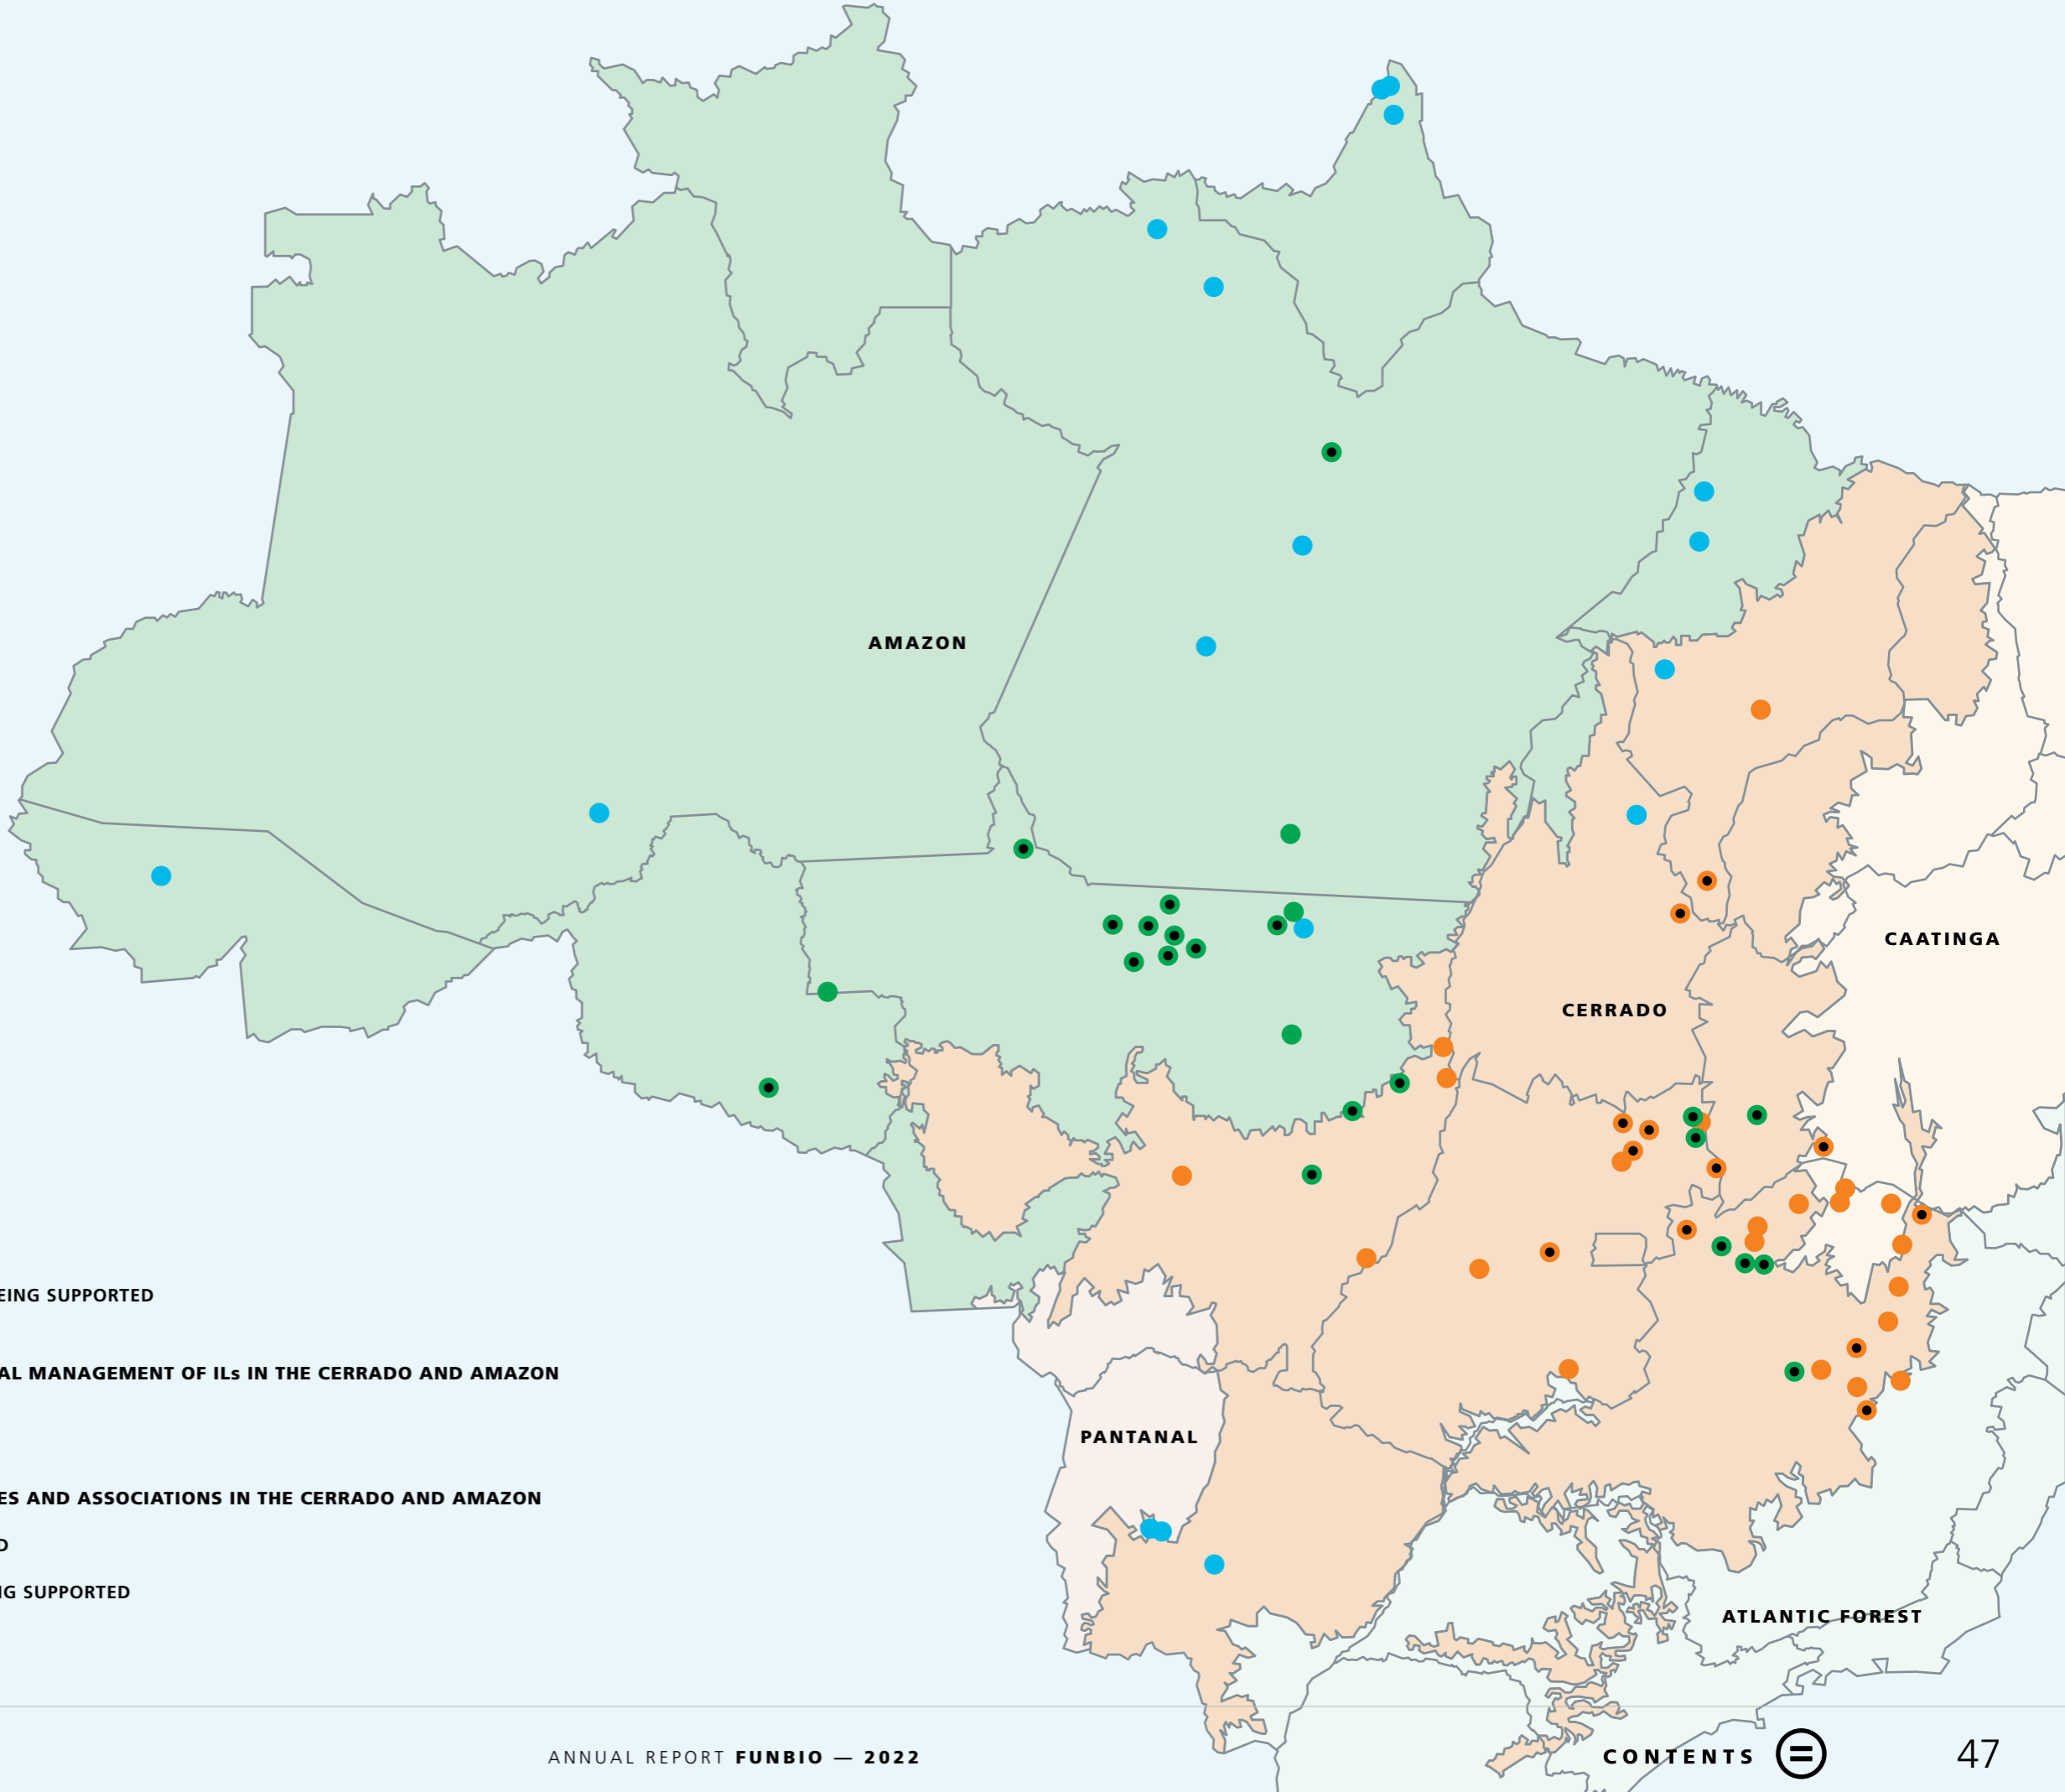 AMAZON
CAATINGA
CERRADO
EING SUPPORTED
AL MANAGEMENT OF ILs IN THE CERRADO AND AMAZON
PANTANAL
ES AND ASSOCIATIONS IN THE CERRADO AND AMAZON
D
IG SUPPORTED
ATLANTIC FOREST
ANNUAL REPORT FUNBIO — 2022
CONTENTS
47